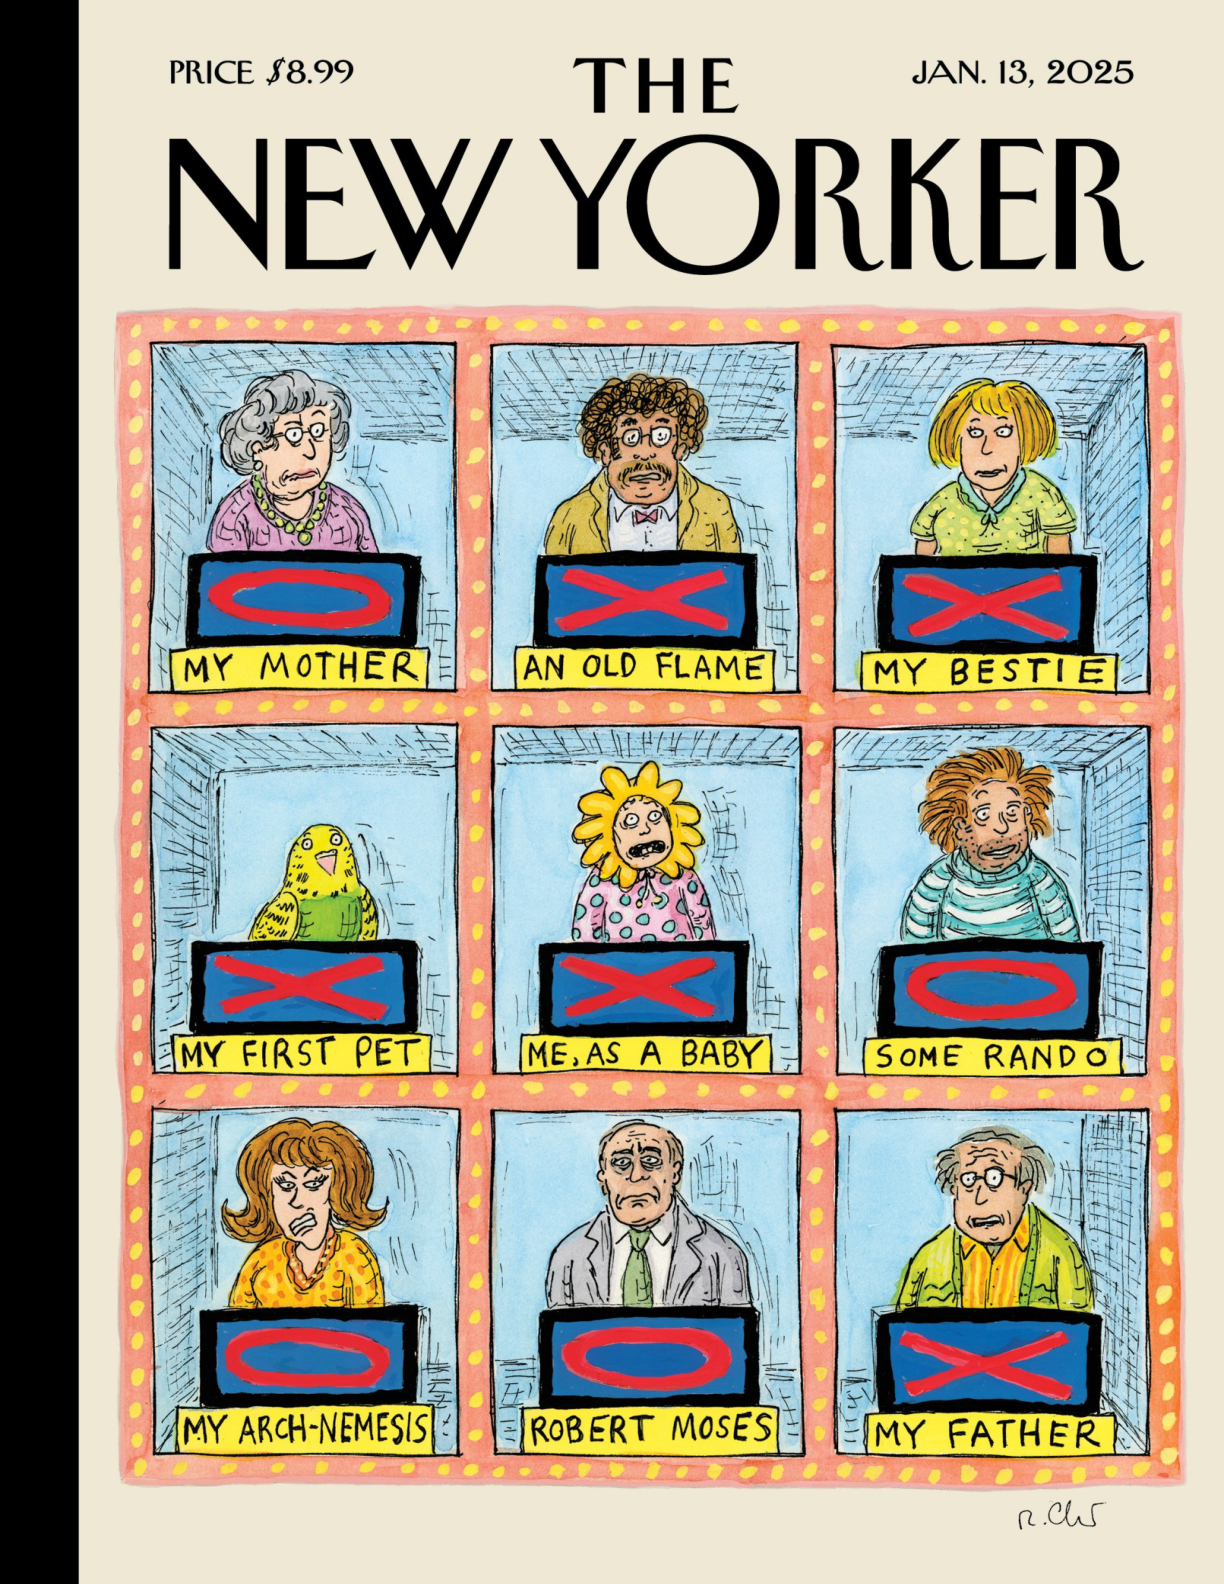 PRICE $8.99
THE
JAN. 13, 2025
NEW YORKER
O
X
X
MY MOTHER
AN OLD FLAME
MY BESTIE
X
X
O
MY FIRST PET
ME, AS A BABY
SOME RANDO
O
O
X
MY ARCH-NEMESIS
ROBERT MOSES
MY FATHER